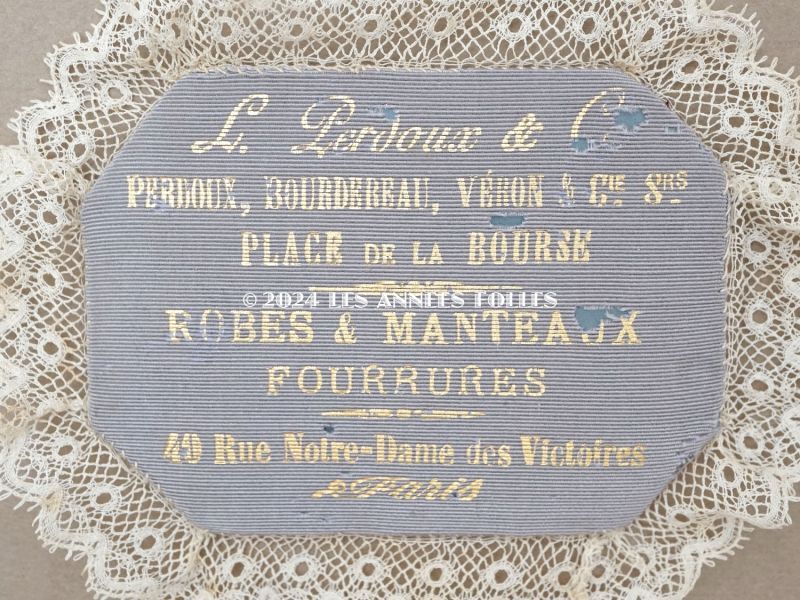 L. Perdoux & C
PERDOUX, BOURDEREAU, VÉRON & CIE SRS
PLACE DE LA BOURSE
© 2024 LES ANNÉES FOLLES
ROBES & MANTEAUX
FOURRURES
49 Rue Notre-Dame des Victoires
Paris